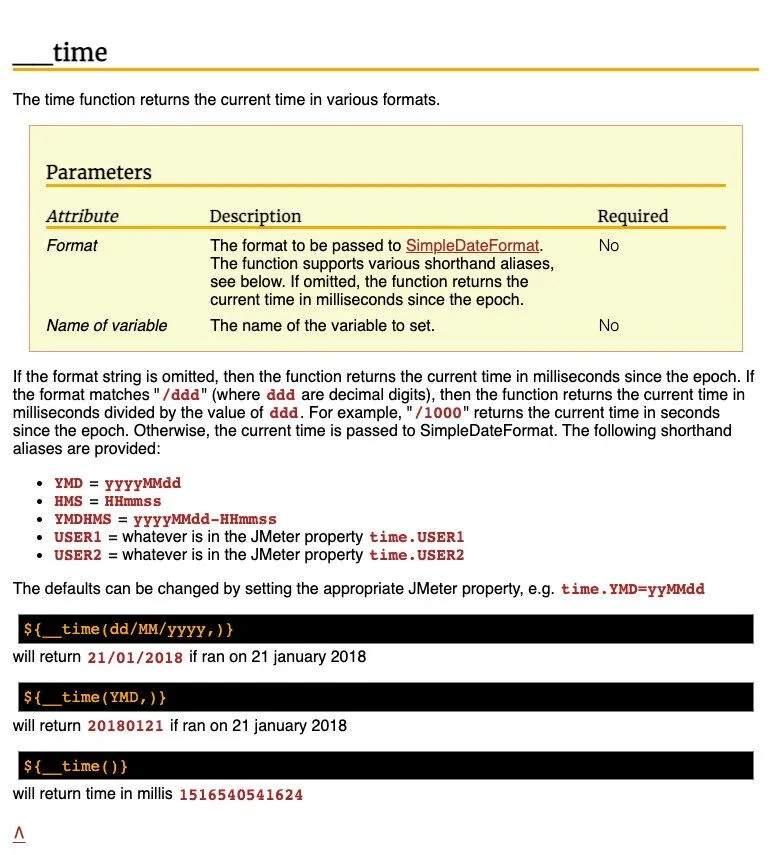 __time
The time function returns the current time in various formats.
Parameters
Attribute Description Required
Format The format to be passed to SimpleDateFormat. No
The function supports various shorthand aliases,
see below. If omitted, the function returns the
current time in milliseconds since the epoch.
Name of variable The name of the variable to set. No
If the format string is omitted, then the function returns the current time in milliseconds since the epoch. If
the format matches "/ddd" (where ddd are decimal digits), then the function returns the current time in
milliseconds divided by the value of ddd. For example, "/1000" returns the current time in seconds
since the epoch. Otherwise, the current time is passed to SimpleDateFormat. The following shorthand
aliases are provided:
• YMD = yyyyMMdd
• HMS = HHmmss
• YMDHMS = yyyyMMdd-HHmmss
• USER1 = whatever is in the JMeter property time.USER1
• USER2 = whatever is in the JMeter property time.USER2
The defaults can be changed by setting the appropriate JMeter property, e.g. time.YMD=yyMMdd
${__time(dd/MM/yyyy,)}
will return 21/01/2018 if ran on 21 january 2018
${__time(YMD,)}
will return 20180121 if ran on 21 january 2018
${__time()}
will return time in millis 1516540541624
^